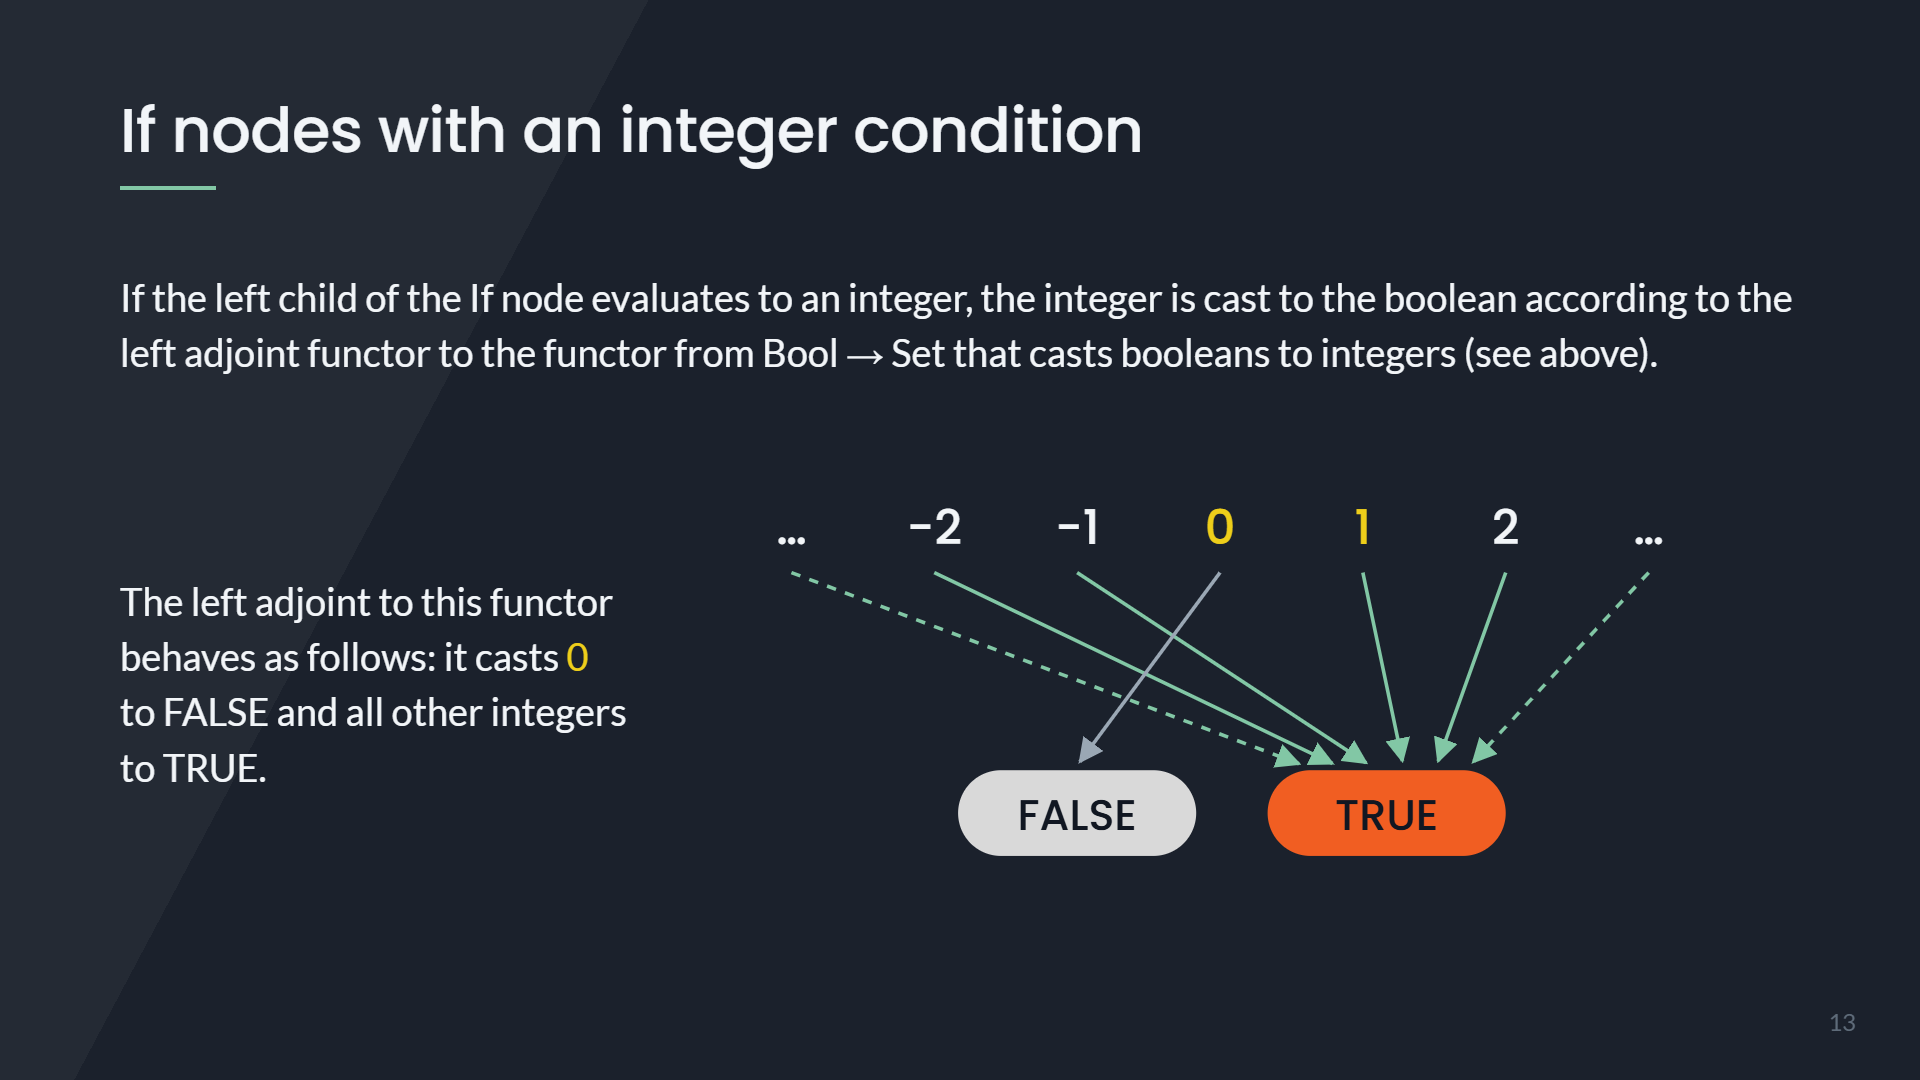 If nodes with an integer condition
If the left child of the If node evaluates to an integer, the integer is cast to the boolean according to the
left adjoint functor to the functor from Bool → Set that casts booleans to integers (see above).
The left adjoint to this functor
behaves as follows: it casts 0
to FALSE and all other integers
to TRUE.
... −2 −1 0 1 2 ...
FALSE TRUE
13